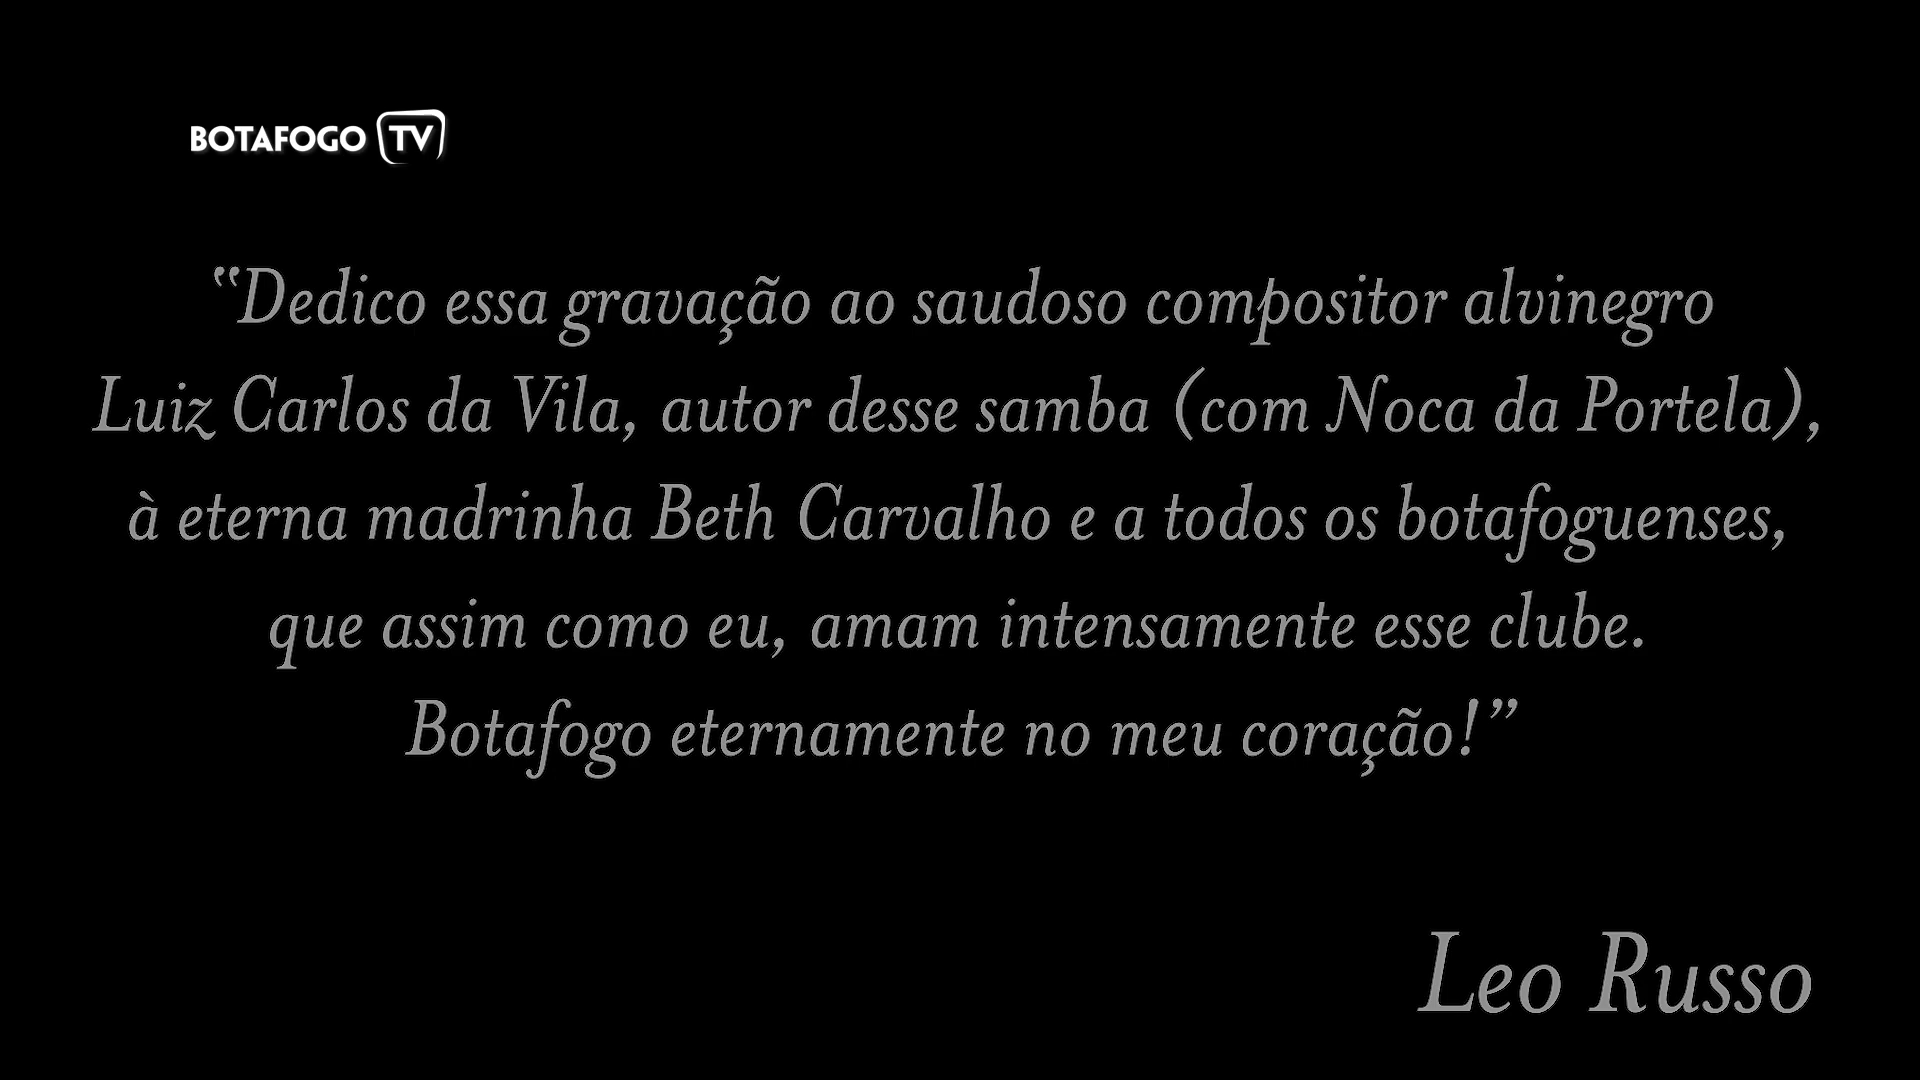 BOTAFOGO TV
“Dedico essa gravação ao saudoso compositor alvinegro
Luiz Carlos da Vila, autor desse samba (com Noca da Portela),
à eterna madrinha Beth Carvalho e a todos os botafoguenses,
que assim como eu, amam intensamente esse clube.
Botafogo eternamente no meu coração!”
Leo Russo